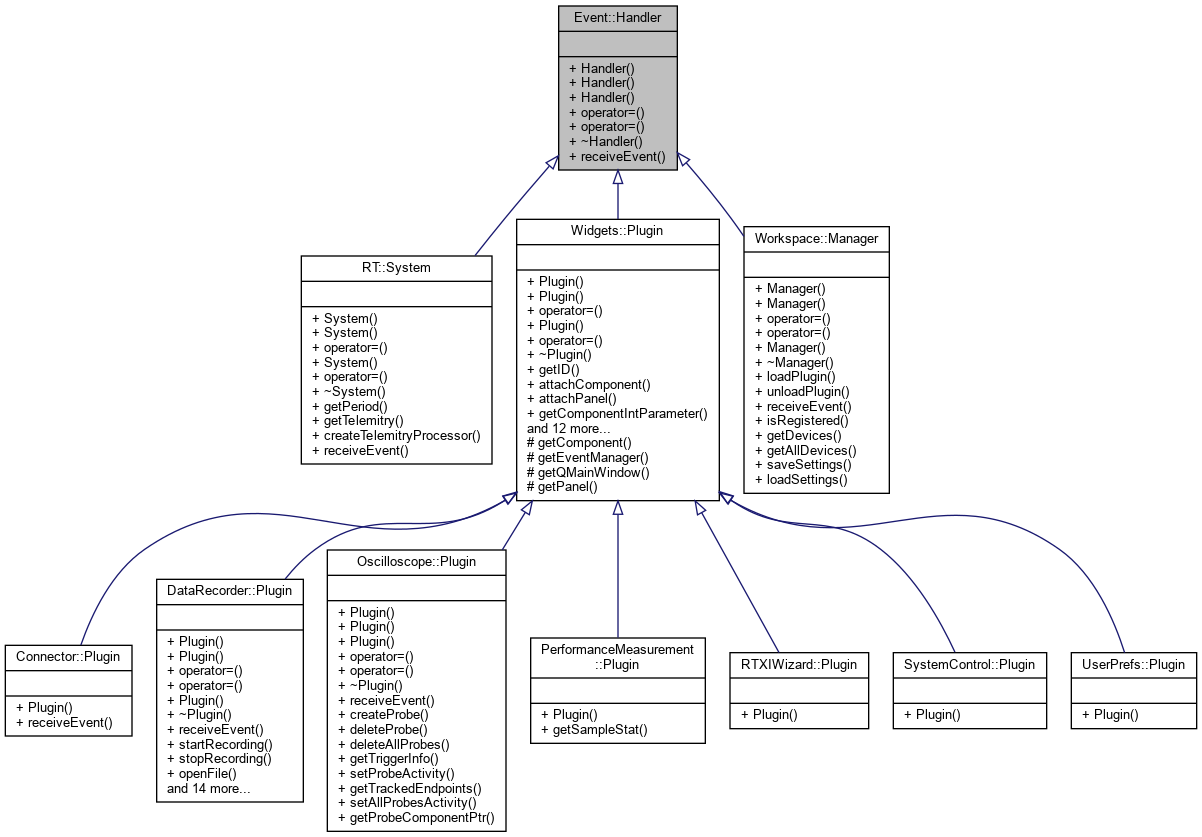 Event::Handler
+ Handler()
+ Handler()
+ Handler()
+ operator=()
+ operator=()
+ ~Handler()
+ receiveEvent()
RT::System
+ System()
+ System()
+ operator=()
+ System()
+ operator=()
+ ~System()
+ getPeriod()
+ getTelemitry()
+ createTelemitryProcessor()
+ receiveEvent()
Widgets::Plugin
+ Plugin()
+ Plugin()
+ operator=()
+ Plugin()
+ operator=()
+ ~Plugin()
+ getID()
+ attachComponent()
+ attachPanel()
+ getComponentIntParameter()
and 12 more...
# getComponent()
# getEventManager()
# getQMainWindow()
# getPanel()
Workspace::Manager
+ Manager()
+ Manager()
+ operator=()
+ operator=()
+ Manager()
+ ~Manager()
+ loadPlugin()
+ unloadPlugin()
+ receiveEvent()
+ isRegistered()
+ getDevices()
+ getAllDevices()
+ saveSettings()
+ loadSettings()
Connector::Plugin
+ Plugin()
+ receiveEvent()
DataRecorder::Plugin
+ Plugin()
+ Plugin()
+ operator=()
+ operator=()
+ Plugin()
+ ~Plugin()
+ receiveEvent()
+ startRecording()
+ stopRecording()
+ openFile()
and 14 more...
Oscilloscope::Plugin
+ Plugin()
+ Plugin()
+ Plugin()
+ operator=()
+ operator=()
+ ~Plugin()
+ receiveEvent()
+ createProbe()
+ deleteProbe()
+ deleteAllProbes()
+ getTriggerInfo()
+ setProbeActivity()
+ getTrackedEndpoints()
+ setAllProbesActivity()
+ getProbeComponentPtr()
PerformanceMeasurement
::Plugin
+ Plugin()
+ getSampleStat()
RTXIWizard::Plugin
+ Plugin()
SystemControl::Plugin
+ Plugin()
UserPrefs::Plugin
+ Plugin()